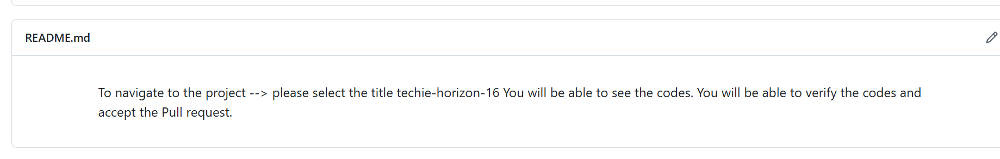 README.md
To navigate to the project --> please select the title techie-horizon-16 You will be able to see the codes. You will be able to verify the codes and
accept the Pull request.